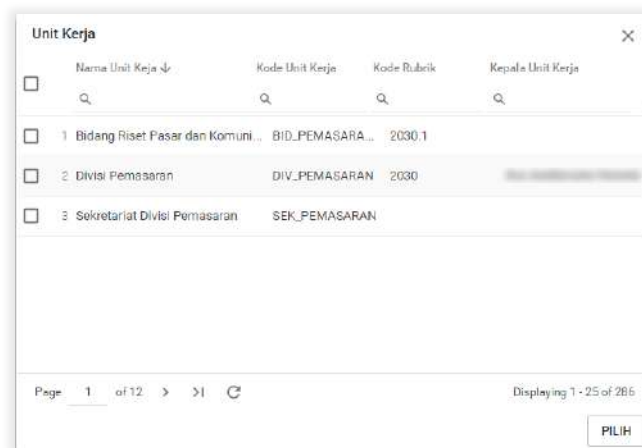 Unit Kerja
Nama Unit Keja Kode Unit Kerja Kode Rubrik Kepala Unit Kerja
1 Bidang Riset Pasar dan Komuni... BID_PEMASARA... 2030.1
2 Divisi Pemasaran DIV_PEMASARAN 2030
3 Sekretariat Divisi Pemasaran SEK_PEMASARAN
Page 1 of 12 Displaying 1 - 25 of 286
PILIH